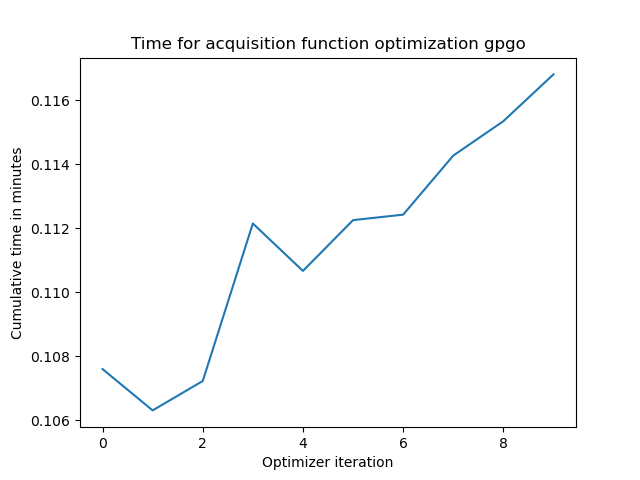 Time for acquisition function optimization gpgo
Cumulative time in minutes
0.116
0.114
0.112
0.110
0.108
0.106
0 2 4 6 8
Optimizer iteration